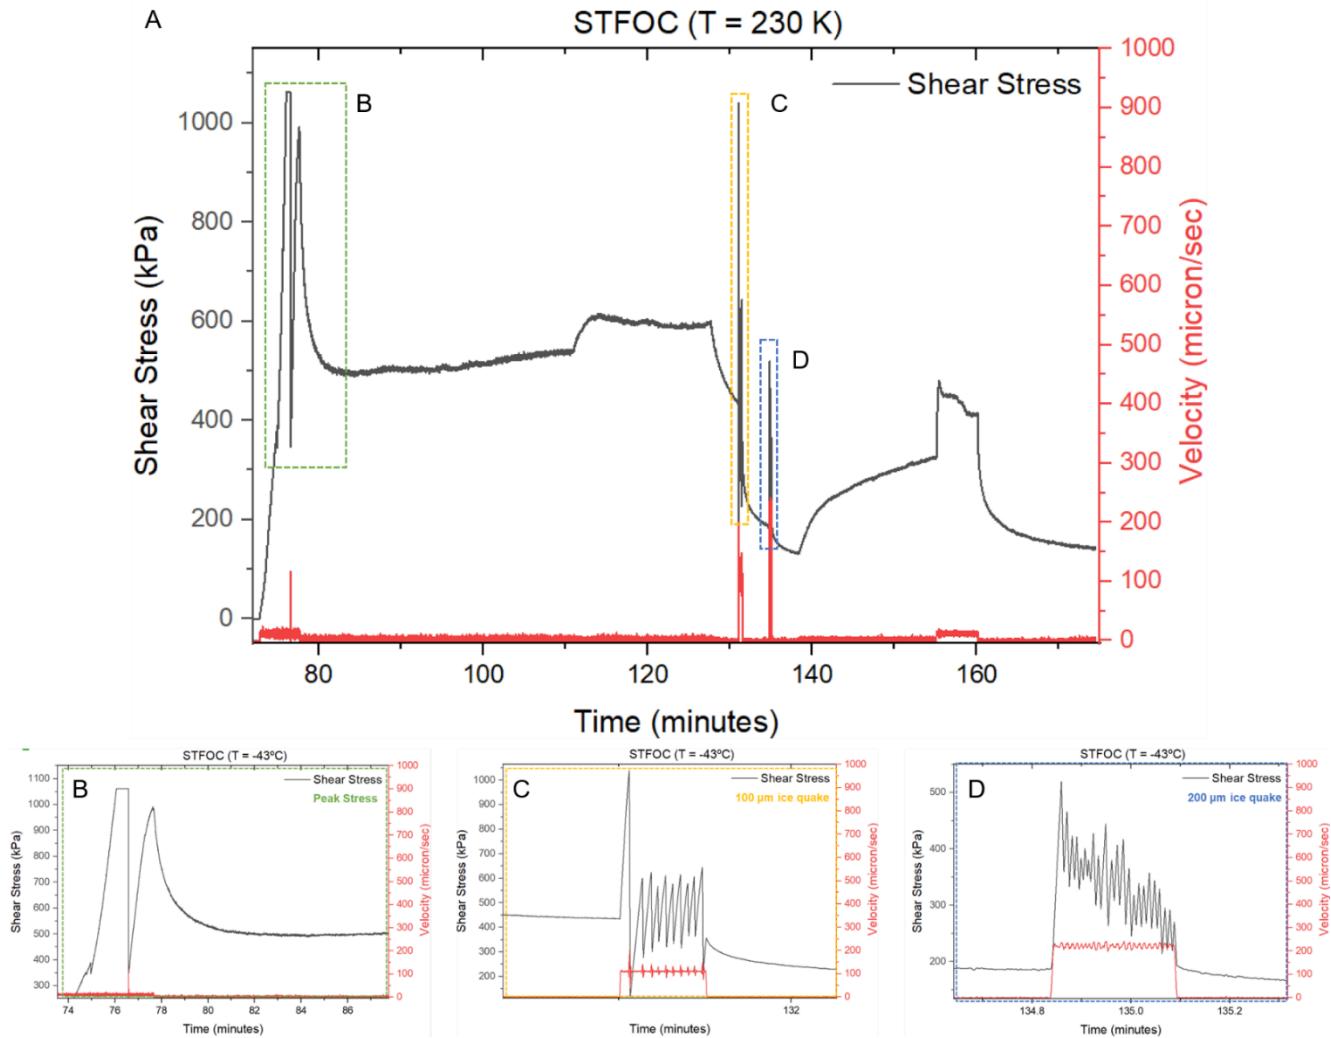 A
STFOC (T = 230 K)
Shear Stress
B
C
D
1000
800
600
400
200
0
Shear Stress (kPa)
1000
900
800
700
600
500
400
300
200
100
0
Velocity (micron/sec)
80
100
120
140
160
Time (minutes)
STFOC (T = -43ºC)
B
Shear Stress
Peak Stress
1100
1000
900
800
700
600
500
400
300
Shear Stress (kPa)
1000
900
800
700
600
500
400
300
200
100
0
Velocity (micron/sec)
74
76
78
80
82
84
86
Time (minutes)
STFOC (T = -43ºC)
C
Shear Stress
100 µm ice quake
1000
900
800
700
600
500
400
300
200
Shear Stress (kPa)
1000
900
800
700
600
500
400
300
200
100
0
Velocity (micron/sec)
132
Time (minutes)
STFOC (T = -43ºC)
D
Shear Stress
200 µm ice quake
500
400
300
200
Shear Stress (kPa)
1000
900
800
700
600
500
400
300
200
100
0
Velocity (micron/sec)
134.8
135.0
135.2
Time (minutes)